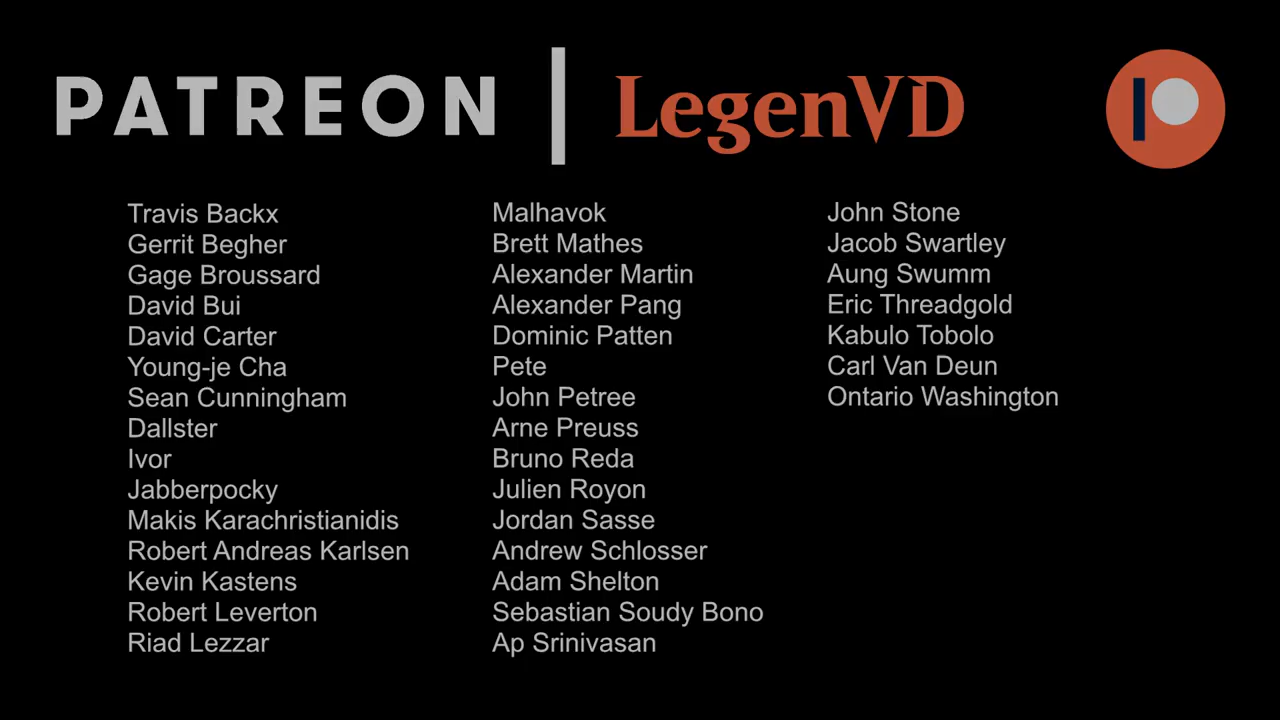 PATREON | LegenVD
Travis Backx
Gerrit Begher
Gage Broussard
David Bui
David Carter
Young-je Cha
Sean Cunningham
Dallster
Ivor
Jabberpocky
Makis Karachristianidis
Robert Andreas Karlsen
Kevin Kastens
Robert Leverton
Riad Lezzar
Malhavok
Brett Mathes
Alexander Martin
Alexander Pang
Dominic Patten
Pete
John Petree
Arne Preuss
Bruno Reda
Julien Royon
Jordan Sasse
Andrew Schlosser
Adam Shelton
Sebastian Soudy Bono
Ap Srinivasan
John Stone
Jacob Swartley
Aung Swumm
Eric Threadgold
Kabulo Tobolo
Carl Van Deun
Ontario Washington